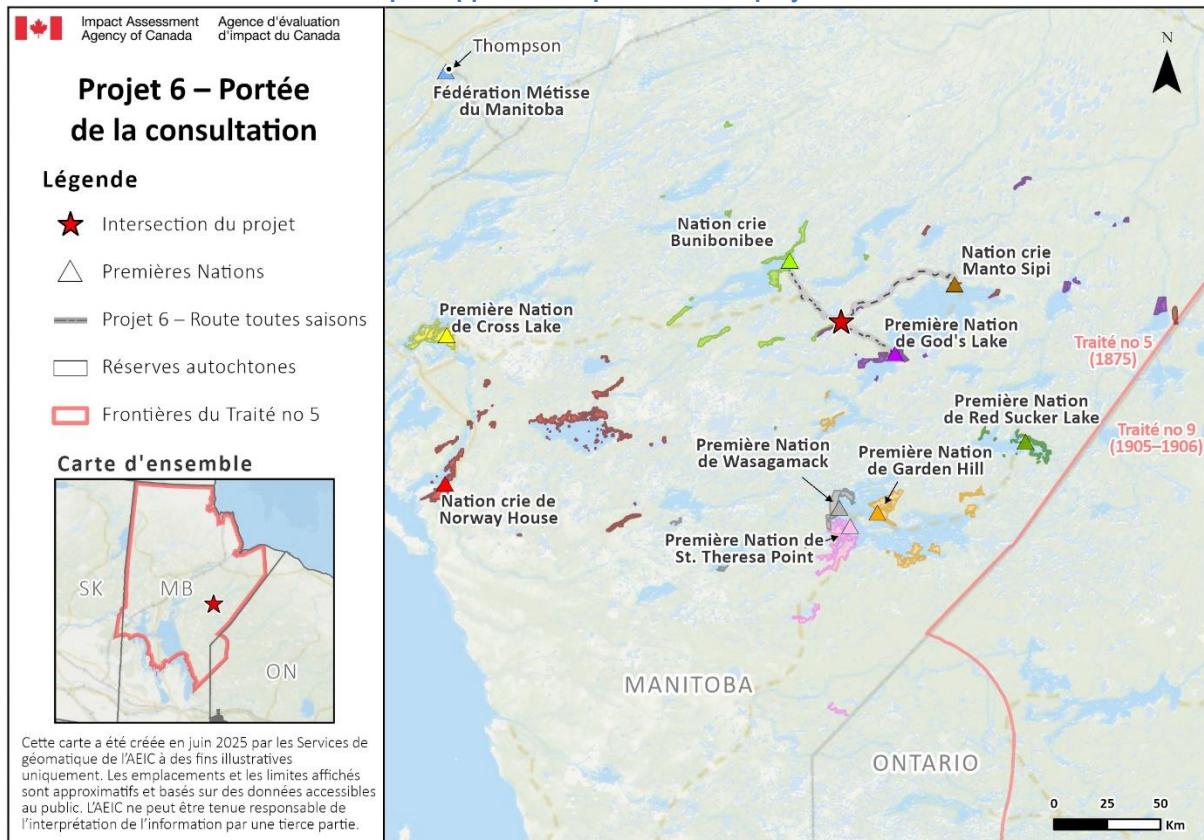 Impact Assessment
Agency of Canada
Agence d'évaluation
d'impact du Canada
Projet 6 – Portée
de la consultation
Légende
Intersection du projet
Premières Nations
Projet 6 – Route toutes saisons
Réserves autochtones
Frontières du Traité no 5
Carte d'ensemble
SK
MB
ON
Cette carte a été créée en juin 2025 par les Services de
géomatique de l'AEIC à des fins illustratives
uniquement. Les emplacements et les limites affichés
sont approximatifs et basés sur des données accessibles
au public. L'AEIC ne peut être tenue responsable de
l'interprétation de l'information par une tierce partie.
Thompson
Fédération Métisse
du Manitoba
N
Nation crie
Bunibonibee
Nation crie
Manto Sipi
Première Nation
de Cross Lake
Première Nation
de God's Lake
Traité no 5
(1875)
Première Nation
de Red Sucker Lake
Traité no 9
(1905–1906)
Première Nation
de Wasagamack
Première Nation
de Garden Hill
Nation crie de
Norway House
Première Nation de
St. Theresa Point
MANITOBA
ONTARIO
0 25 50
Km